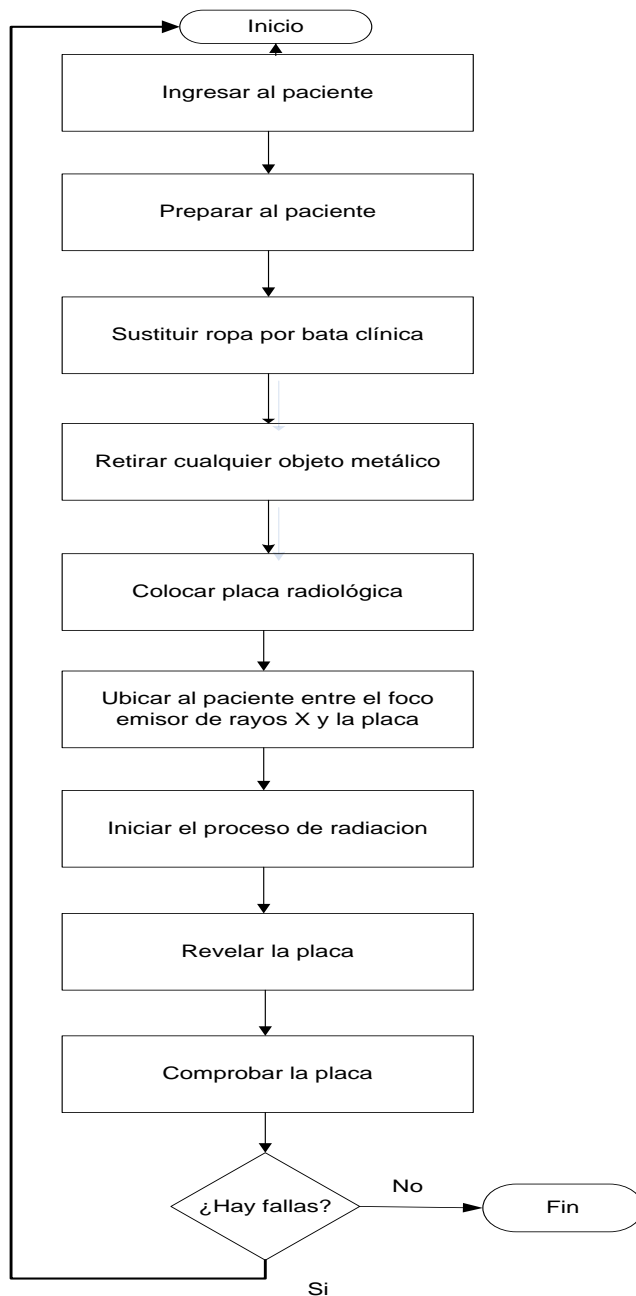 Inicio
Ingresar al paciente
Preparar al paciente
Sustituir ropa por bata clínica
Retirar cualquier objeto metálico
Colocar placa radiológica
Ubicar al paciente entre el foco
emisor de rayos X y la placa
Iniciar el proceso de radiacion
Revelar la placa
Comprobar la placa
¿Hay fallas?
No
Fin
Si